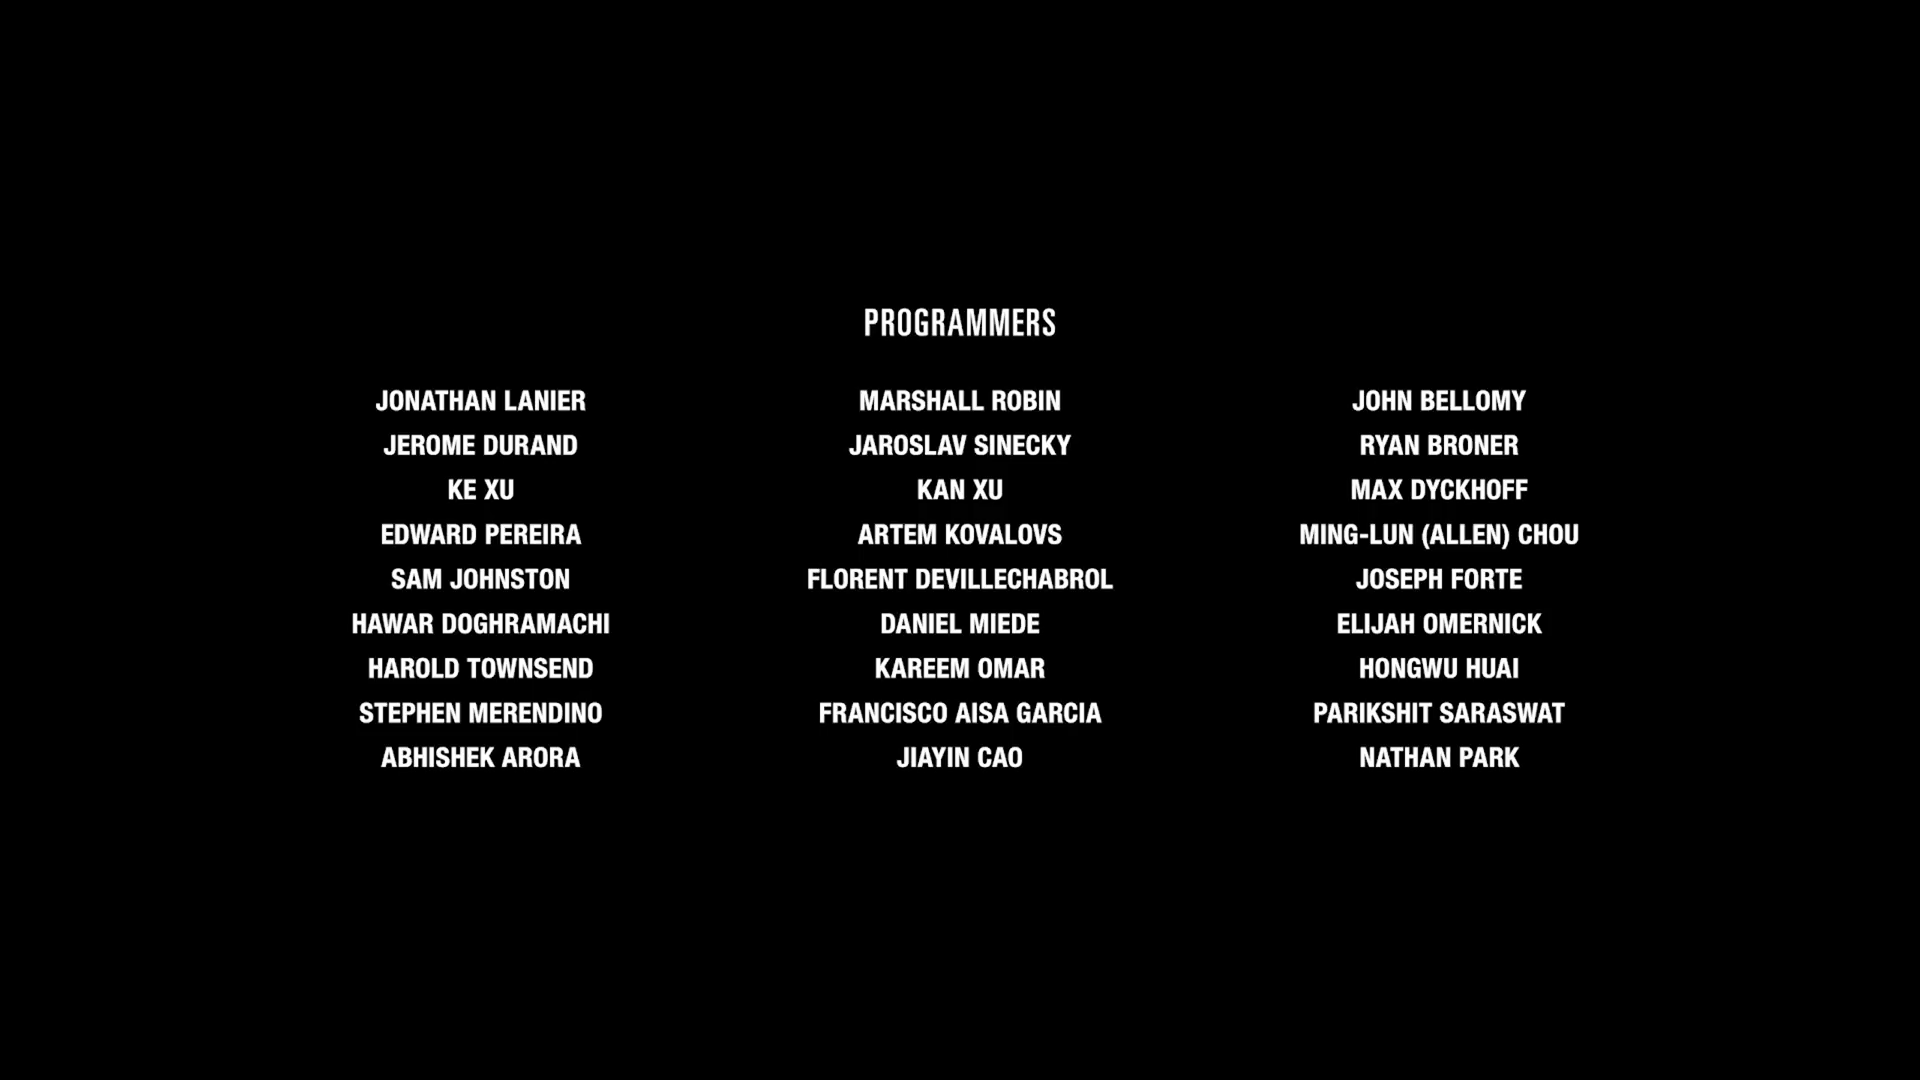 PROGRAMMERS
JONATHAN LANIER MARSHALL ROBIN JOHN BELLOMY
JEROME DURAND JAROSLAV SINECKY RYAN BRONER
KE XU KAN XU MAX DYCKHOFF
EDWARD PEREIRA ARTEM KOVALOVS MING-LUN (ALLEN) CHOU
SAM JOHNSTON FLORENT DEVILLECHABROL JOSEPH FORTE
HAWAR DOGHRAMACHI DANIEL MIEDE ELIJAH OMERNICK
HAROLD TOWNSEND KAREEM OMAR HONGWU HUAI
STEPHEN MERENDINO FRANCISCO AISA GARCIA PARIKSHIT SARASWAT
ABHISHEK ARORA JIAYIN CAO NATHAN PARK